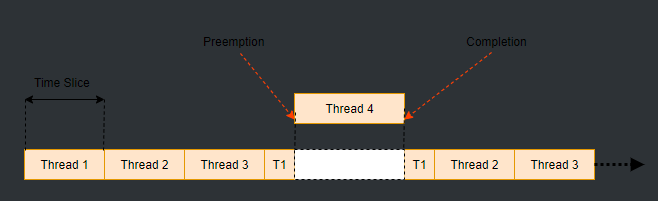 Preemption
Completion
Time Slice
Thread 4
Thread 1
Thread 2
Thread 3
T1
T1
Thread 2
Thread 3